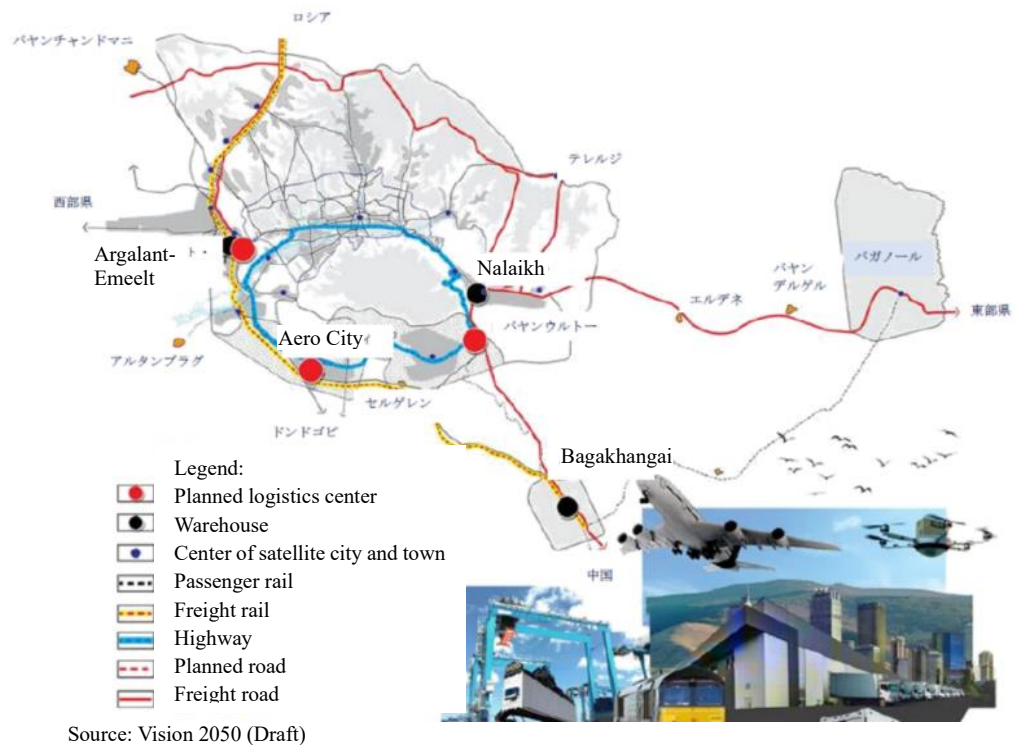 ロシア
バヤンチャンドマニ
テレルジ
西部県
Argalant-
Emeelt
ト・
Nalaikh
バガノール
バヤン
デルゲル
エルデネ
東部県
バヤンウルトー
Aero City
アルタンブラグ
セルゲレン
ドンドゴビ
Bagakhangai
中国
Legend:
Planned logistics center
Warehouse
Center of satellite city and town
Passenger rail
Freight rail
Highway
Planned road
Freight road
Source: Vision 2050 (Draft)